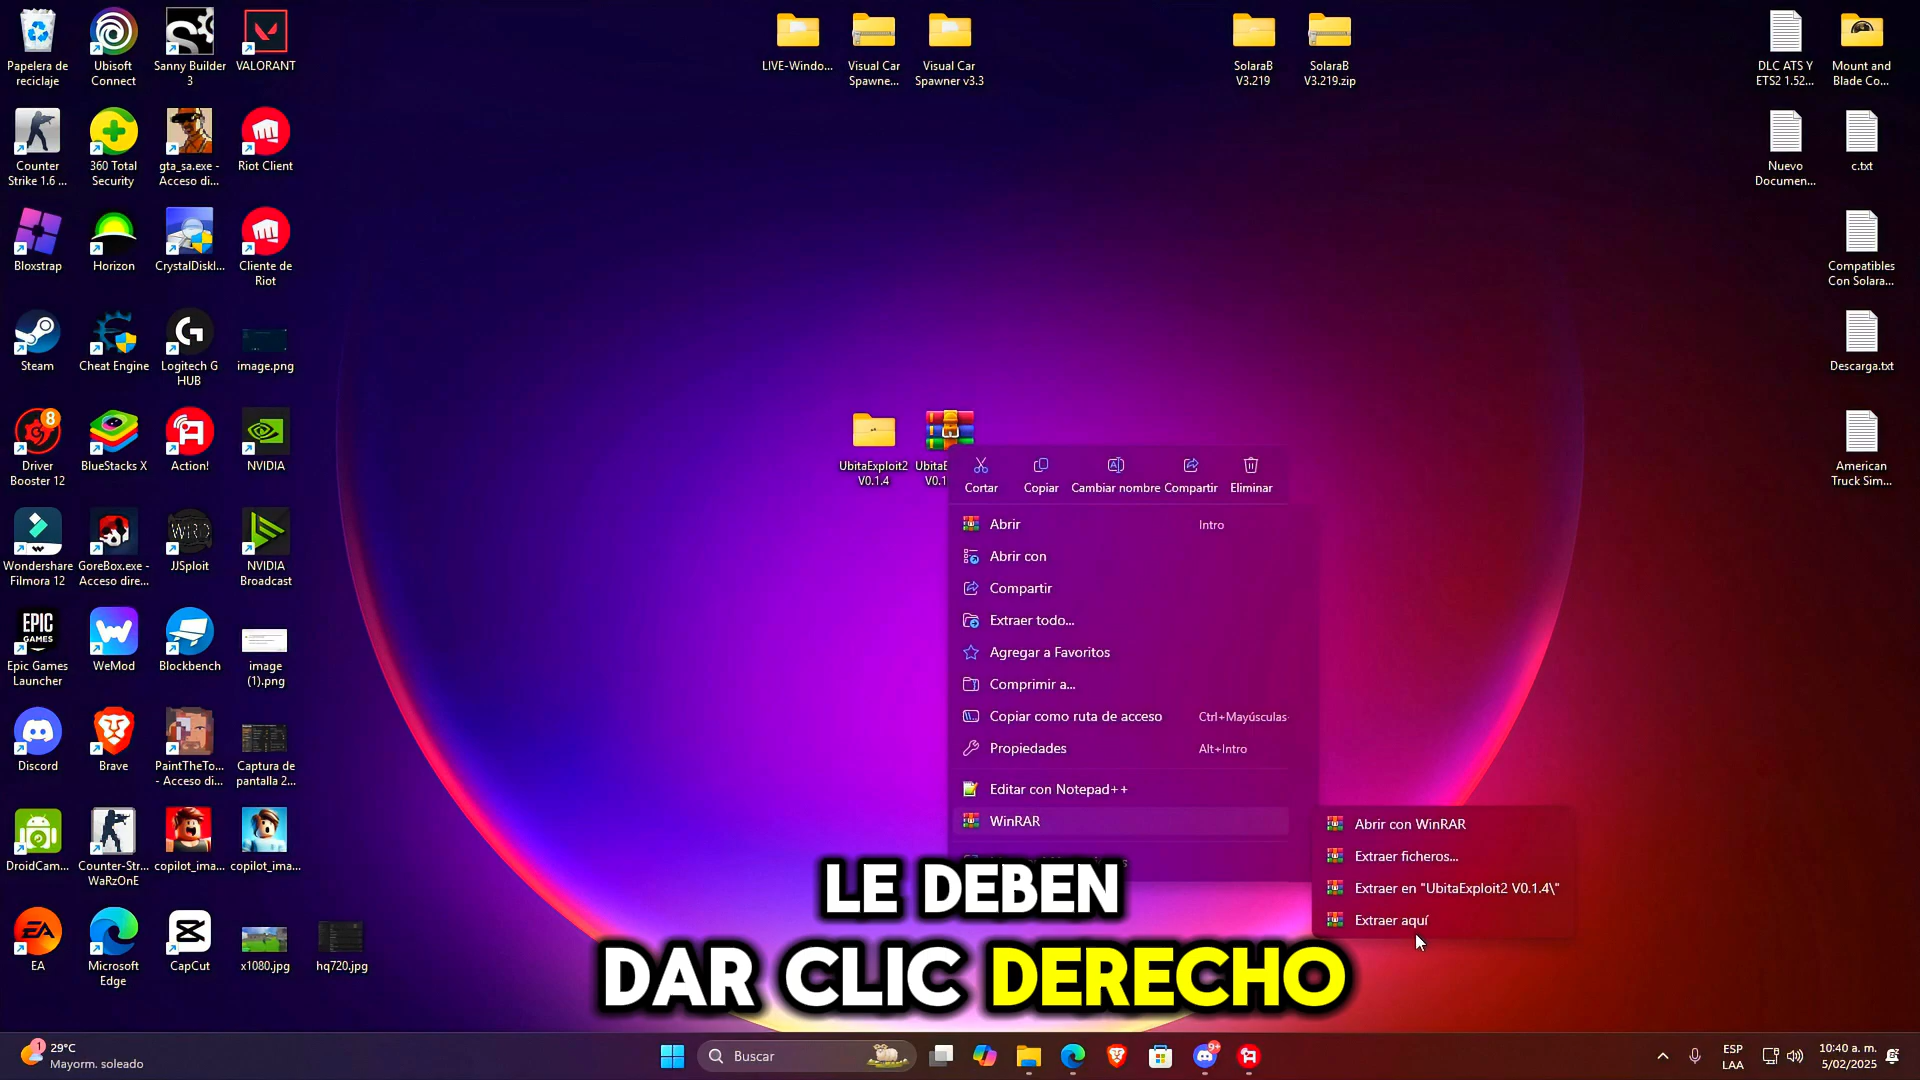 Papelera de
reciclaje
Ubisoft
Connect
Sanny Builder
3
VALORANT
LIVE-Windo...
Visual Car
Spawne...
Visual Car
Spawner v3.3
SolaraB
V3.219
SolaraB
V3.219.zip
DLC ATS Y
ETS2 1.52...
Mount and
Blade Co...
Counter
Strike 1.6 ...
360 Total
Security
gta_sa.exe -
Acceso di...
Riot Client
Nuevo
Documen...
c.txt
Bloxstrap
Horizon
CrystalDiskI...
Cliente de
Riot
Compatibles
Con Solara...
Steam
Cheat Engine
Logitech G
HUB
image.png
Descarga.txt
8
Driver
Booster 12
BlueStacks X
Action!
NVIDIA
UbitaExploit2
V0.1.4
American
Truck Sim...
Cortar
Copiar
Cambiar nombre
Compartir
Eliminar
Abrir
Intro
Abrir con
Compartir
Extraer todo...
Agregar a Favoritos
Comprimir a...
Copiar como ruta de acceso
Ctrl+Mayúsculas
Propiedades
Alt+Intro
Editar con Notepad++
WinRAR
Abrir con WinRAR
Extraer ficheros...
Extraer en "UbitaExploit2 V0.1.4\"
Extraer aquí
Wondershare
Filmora 12
GoreBox.exe -
Acceso dire...
WRD
JJSploit
NVIDIA
Broadcast
EPIC
GAMES
Epic Games
Launcher
WeMod
Blockbench
image
(1).png
Discord
Brave
PaintTheTo...
- Acceso di...
Captura de
pantalla 2...
DroidCam...
Counter-Str...
WaRzOnE
copilot_ima...
copilot_ima...
EA
EA
Microsoft
Edge
CapCut
x1080.jpg
hq720.jpg
LE DEBEN
DAR CLIC DERECHO
1
29°C
Mayorm. soleado
Buscar
9+
ESP
LAA
10:40 a. m.
5/02/2025